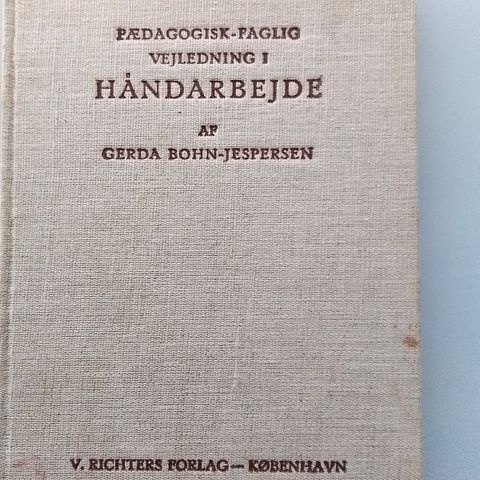 PÆDAGOGISK-FAGLIG
VEJLEDNING I
HÅNDARBEJDE
AF
GERDA BOHN-JESPERSEN
V. RICHTERS FORLAG — KØBENHAVN